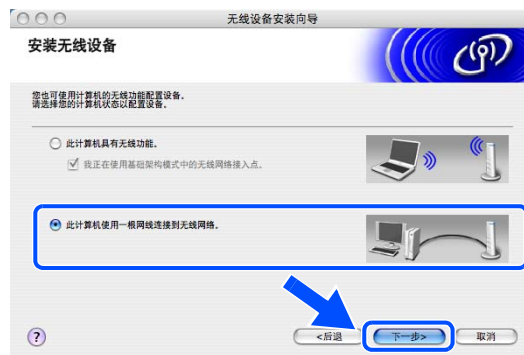 无线设备安装向导
安装无线设备
您也可使用计算机的无线功能配置设备。
请选择您的计算机状态以配置设备。
此计算机具有无线功能。
我正在使用基础架构模式中的无线网络接入点。
此计算机使用一根网线连接到无线网络。
?
<后退
下一步>
取消